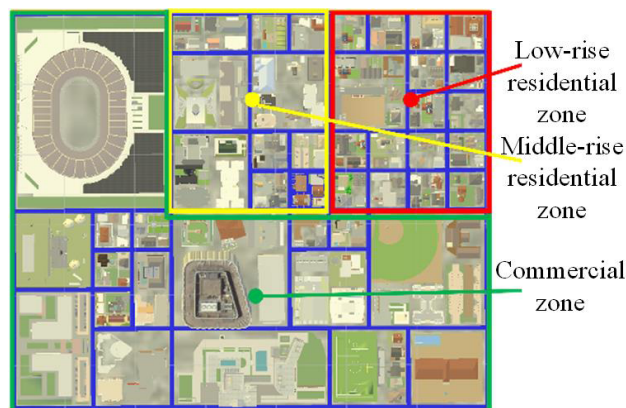 Low-rise
residential
zone
Middle-rise
residential
zone
Commercial
zone